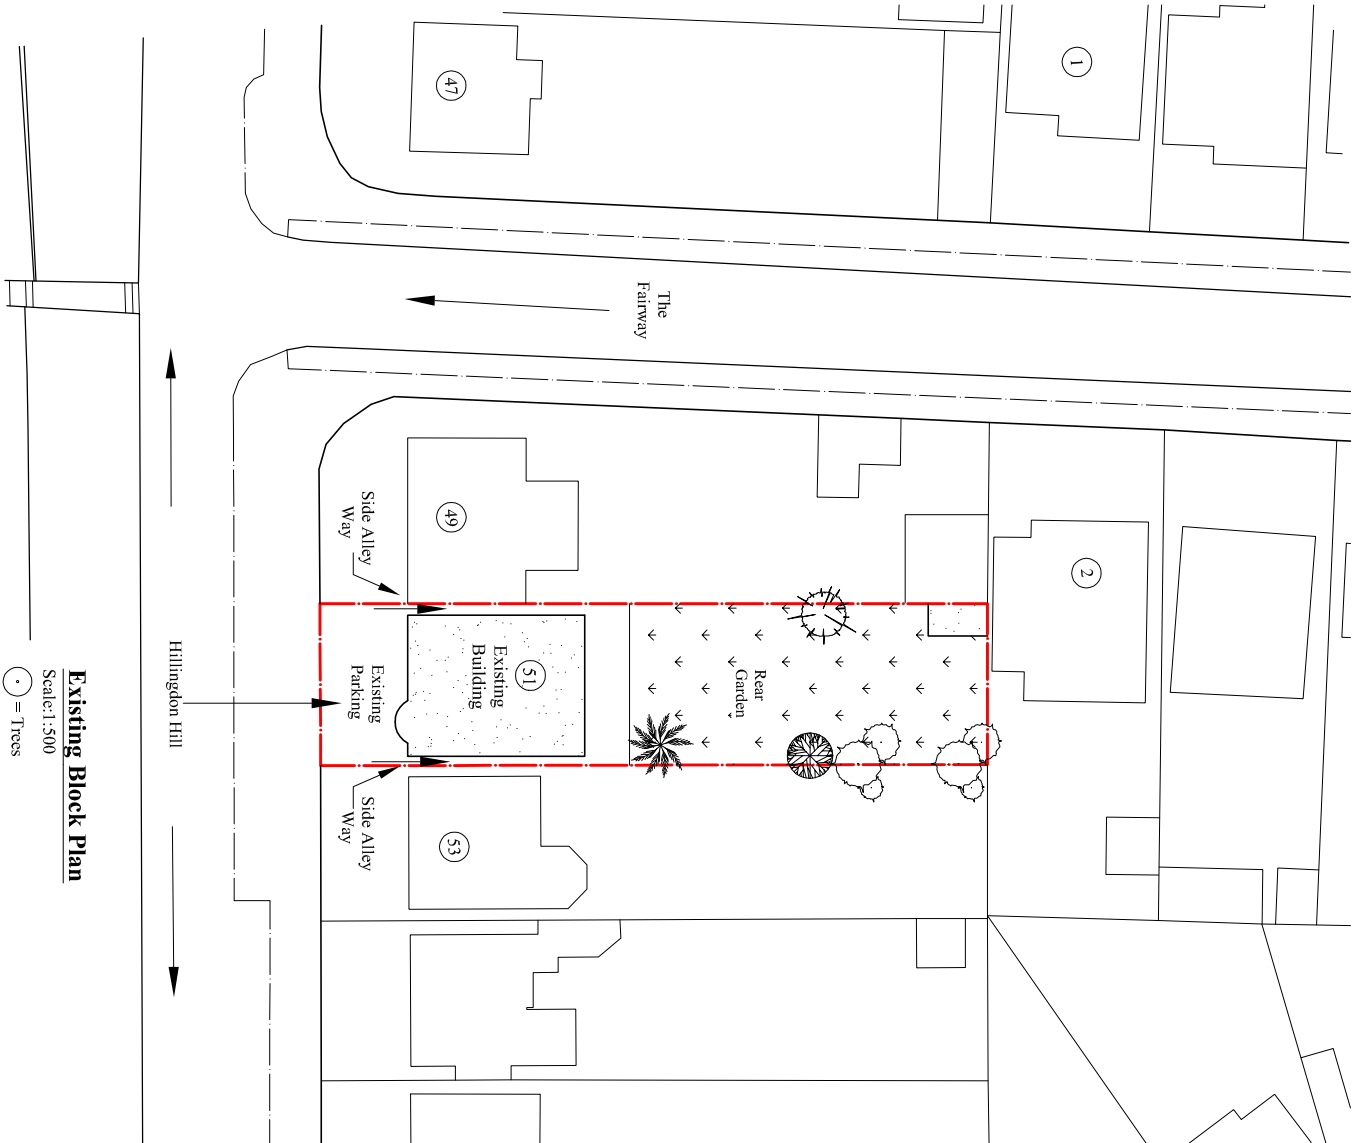 47
1
The
Fairway
49
2
Side Alley
Way
51
Existing
Building
Existing
Parking
Rear
Garden
Side Alley
Way
53
Hillingdon Hill
Existing Block Plan
Scale:1:500
= Trees